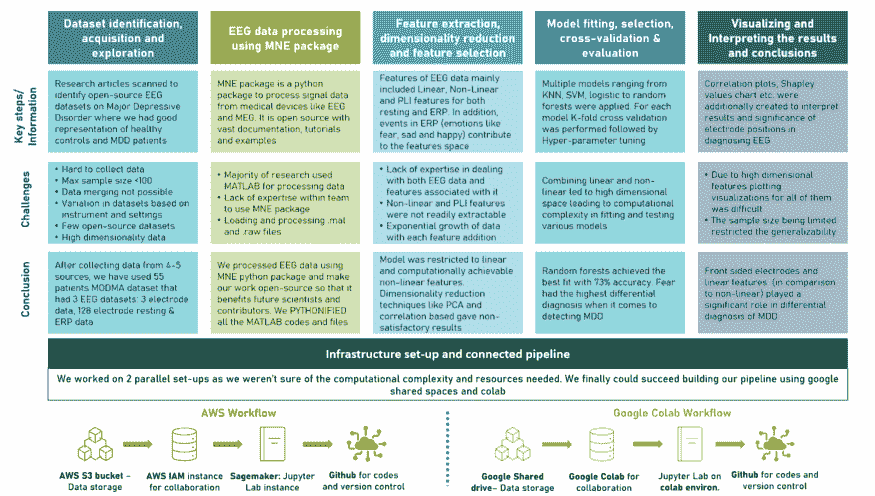 Dataset identification,
acquisition and
exploration
EEG data processing
using MNE package
Feature extraction,
dimensionality reduction
and feature selection
Model fitting, selection,
cross-validation &
evaluation
Visualizing and
Interpreting the results
and conclusions
Key steps/
Information
Research articles scanned to
identify open-source EEG
datasets on Major Depressive
Disorder where we had good
representation of healthy
controls and MDD patients
MNE package is a python
package to process signal data
from medical devices like EEG
and MEG. It is open source with
vast documentation, tutorials
and examples
Features of EEG data mainly
included Linear, Non-Linear
and PLI features for both
resting and ERP. In addition,
events in ERP (emotions like
fear, sad and happy) contribute
to the features space
Multiple models ranging from
KNN, SVM, logistic to random
forests were applied. For each
model K-fold cross validation
was performed followed by
Hyper-parameter tuning
Correlation plots, Shapley
values chart etc. were
additionally created to interpret
results and significance of
electrode positions in
diagnosing EEG
Challenges
• Hard to collect data
• Max sample size <100
• Data merging not possible
• Variation in datasets based on
instrument and settings
• Few open-source datasets
• High dimensionality data
• Majority of research used
MATLAB for processing data
• Lack of expertise within team
to use MNE package
• Loading and processing .mat
and .raw files
• Lack of expertise in dealing
with both EEG data and
features associated with it
• Non-linear and PLI features
were not readily extractable
• Exponential growth of data
with each feature addition
Combining linear and non-
linear led to high dimensional
space leading to computational
complexity in fitting and testing
various models
• Due to high dimensional
features plotting
visualizations for all of them
was difficult
• The sample size being limited
restricted the generalizability
Conclusion
After collecting data from 4-5
sources, we have used 55
patients MODMA dataset that
had 3 EEG datasets: 3 electrode
data, 128 electrode resting &
ERP data
We processed EEG data using
MNE python package and make
our work open-source so that it
benefits future scientists and
contributors. We PYTHONIFIED
all the MATLAB codes and files
Model was restricted to linear
and computationally achievable
non-linear features.
Dimensionality reduction
techniques like PCA and
correlation based gave non-
satisfactory results
Random forests achieved the
best fit with 73% accuracy. Fear
had the highest differential
diagnosis when it comes to
detecting MDD
Front sided electrodes and
linear features (in comparison
to non-linear) played a
significant role in differential
diagnosis of MDD
Infrastructure set-up and connected pipeline
We worked on 2 parallel set-ups as we weren't sure of the computational complexity and resources needed. We finally could succeed building our pipeline using google
shared spaces and colab
AWS Workflow
AWS S3 bucket –
Data storage
AWS IAM instance
for collaboration
Sagemaker: Jupyter
Lab instance
Github for codes
and version control
Google Colab Workflow
Google Shared
drive– Data storage
Google Colab for
collaboration
Jupyter Lab on
colab environ.
Github for codes and
version control